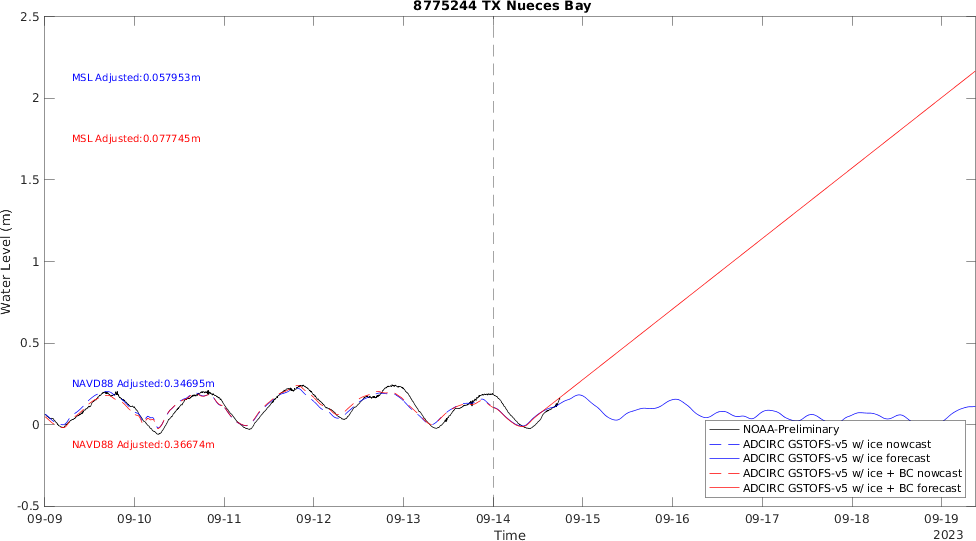 8775244 TX Nueces Bay
2.5
2
1.5
1
0.5
0
-0.5
Water Level (m)
MSL Adjusted:0.057953m
MSL Adjusted:0.077745m
NAVD88 Adjusted:0.34695m
NAVD88 Adjusted:0.36674m
NOAA-Preliminary
ADCIRC GSTOFS-v5 w/ ice nowcast
ADCIRC GSTOFS-v5 w/ ice forecast
ADCIRC GSTOFS-v5 w/ ice + BC nowcast
ADCIRC GSTOFS-v5 w/ ice + BC forecast
09-09 09-10 09-11 09-12 09-13 09-14 09-15 09-16 09-17 09-18 09-19
Time
2023